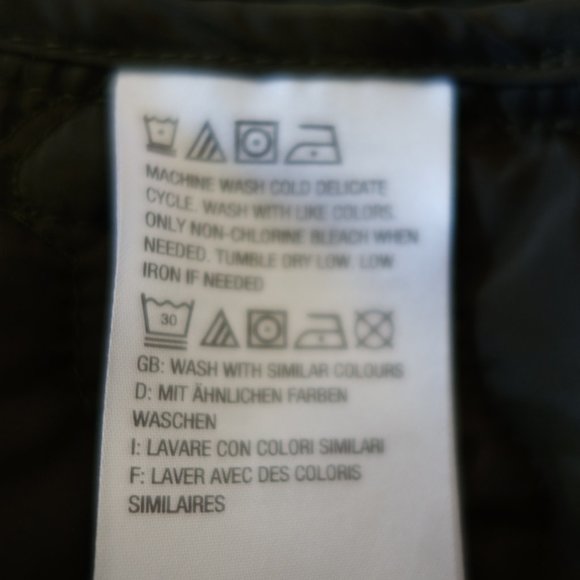 MACHINE WASH COLD DELICATE
CYCLE. WASH WITH LIKE COLORS.
ONLY NON-CHLORINE BLEACH WHEN
NEEDED. TUMBLE DRY LOW. LOW
IRON IF NEEDED
30
GB: WASH WITH SIMILAR COLOURS
D: MIT ÄHNLICHEN FARBEN
WASCHEN
I: LAVARE CON COLORI SIMILARI
F: LAVER AVEC DES COLORIS
SIMILAIRES